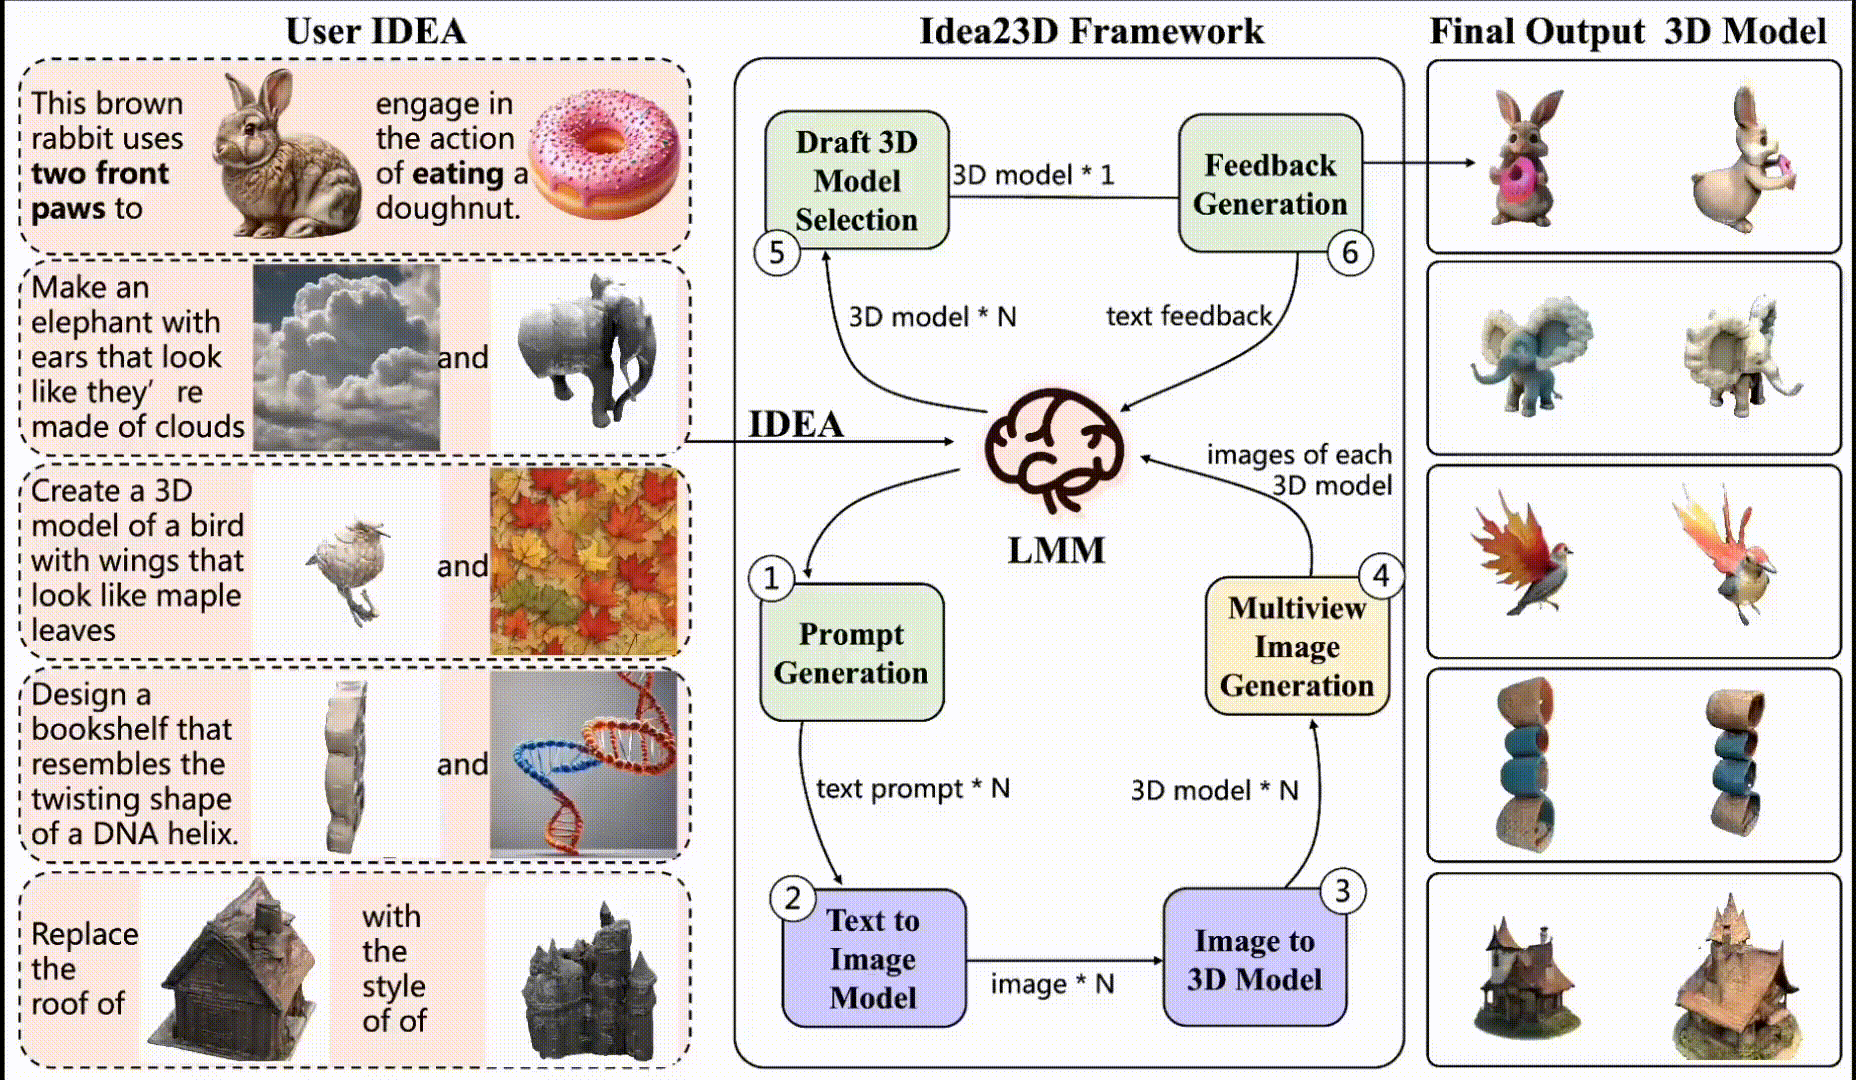 User IDEA
This brown
rabbit uses
two front
paws to
engage in
the action
of eating a
doughnut.
Make an
elephant with
ears that look
like they' re
made of clouds
and
Create a 3D
model of a bird
with wings that
look like maple
leaves
and
Design a
bookshelf that
resembles the
twisting shape
of a DNA helix.
and
Replace
the
roof of
with
the
style
of of
Idea23D Framework
Draft 3D
Model
Selection
5
3D model * 1
Feedback
Generation
6
3D model * N
text feedback
IDEA
LMM
images of each
3D model
1
Prompt
Generation
4
Multiview
Image
Generation
text prompt * N
3D model * N
2
Text to
Image
Model
image * N
3
Image to
3D Model
Final Output 3D Model